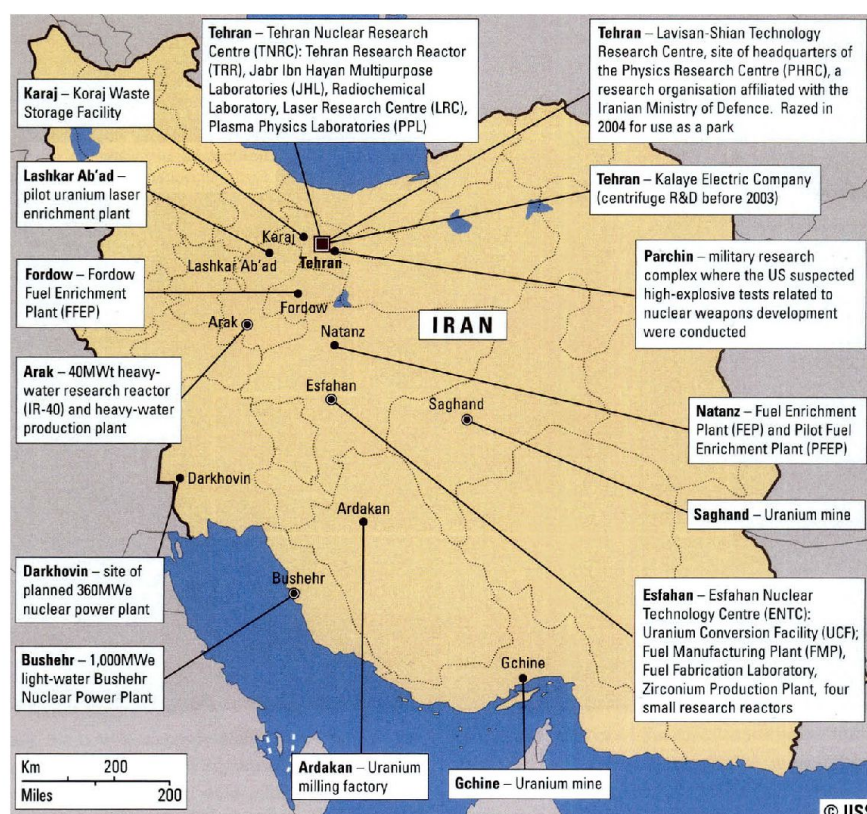 Tehran – Tehran Nuclear Research
Centre (TNRC): Tehran Research Reactor
(TRR), Jabr Ibn Hayan Multipurpose
Laboratories (JHL), Radiochemical
Laboratory, Laser Research Centre (LRC),
Plasma Physics Laboratories (PPL)
Tehran – Lavisan-Shian Technology
Research Centre, site of headquarters of
the Physics Research Centre (PHRC), a
research organisation affiliated with the
Iranian Ministry of Defence. Razed in
2004 for use as a park
Karaj – Koraj Waste
Storage Facility
Lashkar Ab'ad –
pilot uranium laser
enrichment plant
Tehran – Kalaye Electric Company
(centrifuge R&D before 2003)
Karaj
Lashkar Ab'ad
Tehran
Parchin – military research
complex where the US suspected
high-explosive tests related to
nuclear weapons development
were conducted
Fordow – Fordow
Fuel Enrichment
Plant (FFEP)
Fordow
Arak
IRAN
Natanz
Arak – 40MWt heavy-
water research reactor
(IR-40) and heavy-water
production plant
Esfahan
Saghand
Natanz – Fuel Enrichment
Plant (FEP) and Pilot Fuel
Enrichment Plant (PFEP)
Darkhovin
Ardakan
Saghand – Uranium mine
Darkhovin – site of
planned 360MWe
nuclear power plant
Bushehr
Esfahan – Esfahan Nuclear
Technology Centre (ENTC):
Uranium Conversion Facility (UCF);
Fuel Manufacturing Plant (FMP),
Fuel Fabrication Laboratory,
Zirconium Production Plant, four
small research reactors
Bushehr – 1,000MWe
light-water Bushehr
Nuclear Power Plant
Gchine
Km 200
Miles 200
Ardakan – Uranium
milling factory
Gchine – Uranium mine
© IISS